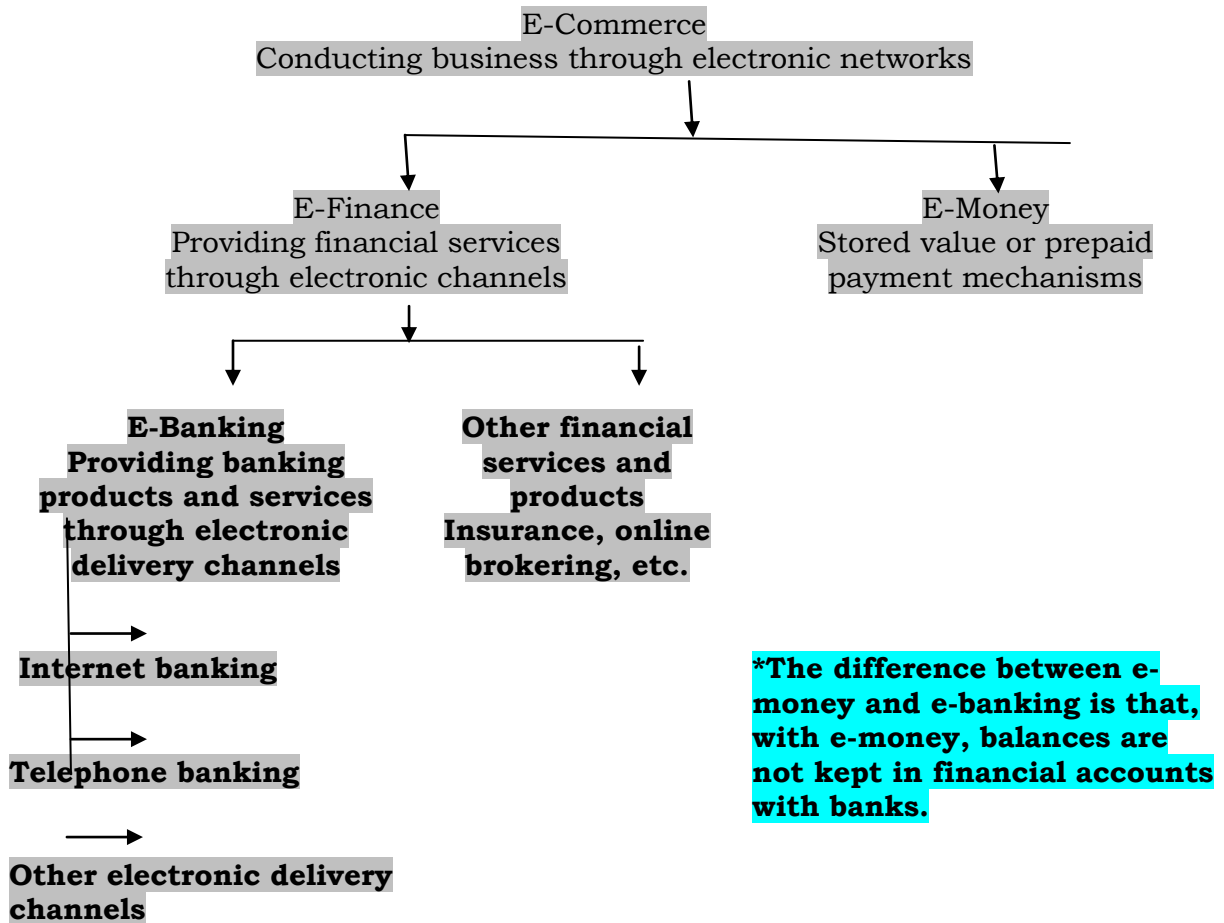 E-Commerce
Conducting business through electronic networks
E-Finance
Providing financial services
through electronic channels
E-Money
Stored value or prepaid
payment mechanisms
E-Banking
Providing banking
products and services
through electronic
delivery channels
Other financial
services and
products
Insurance, online
brokering, etc.
Internet banking
Telephone banking
Other electronic delivery
channels
*The difference between e-
money and e-banking is that,
with e-money, balances are
not kept in financial accounts
with banks.